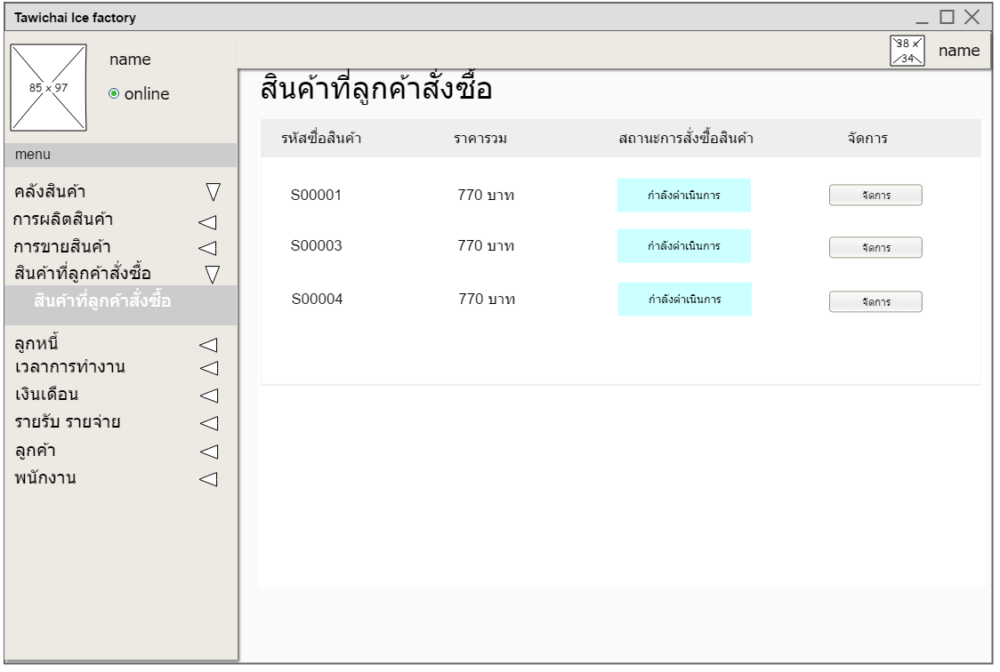 Tawichai Ice factory
38 x 34
name
85 x 97
name
online
menu
คลังสินค้า
การผลิตสินค้า
การขายสินค้า
สินค้าที่ลูกค้าสั่งซื้อ
สินค้าที่ลูกค้าสั่งซื้อ
ลูกหนี้
เวลาการทำงาน
เงินเดือน
รายรับ รายจ่าย
ลูกค้า
พนักงาน
สินค้าที่ลูกค้าสั่งซื้อ
รหัสชื่อสินค้า ราคารวม สถานะการสั่งซื้อสินค้า จัดการ
S00001 770 บาท กำลังดำเนินการ จัดการ
S00003 770 บาท กำลังดำเนินการ จัดการ
S00004 770 บาท กำลังดำเนินการ จัดการ